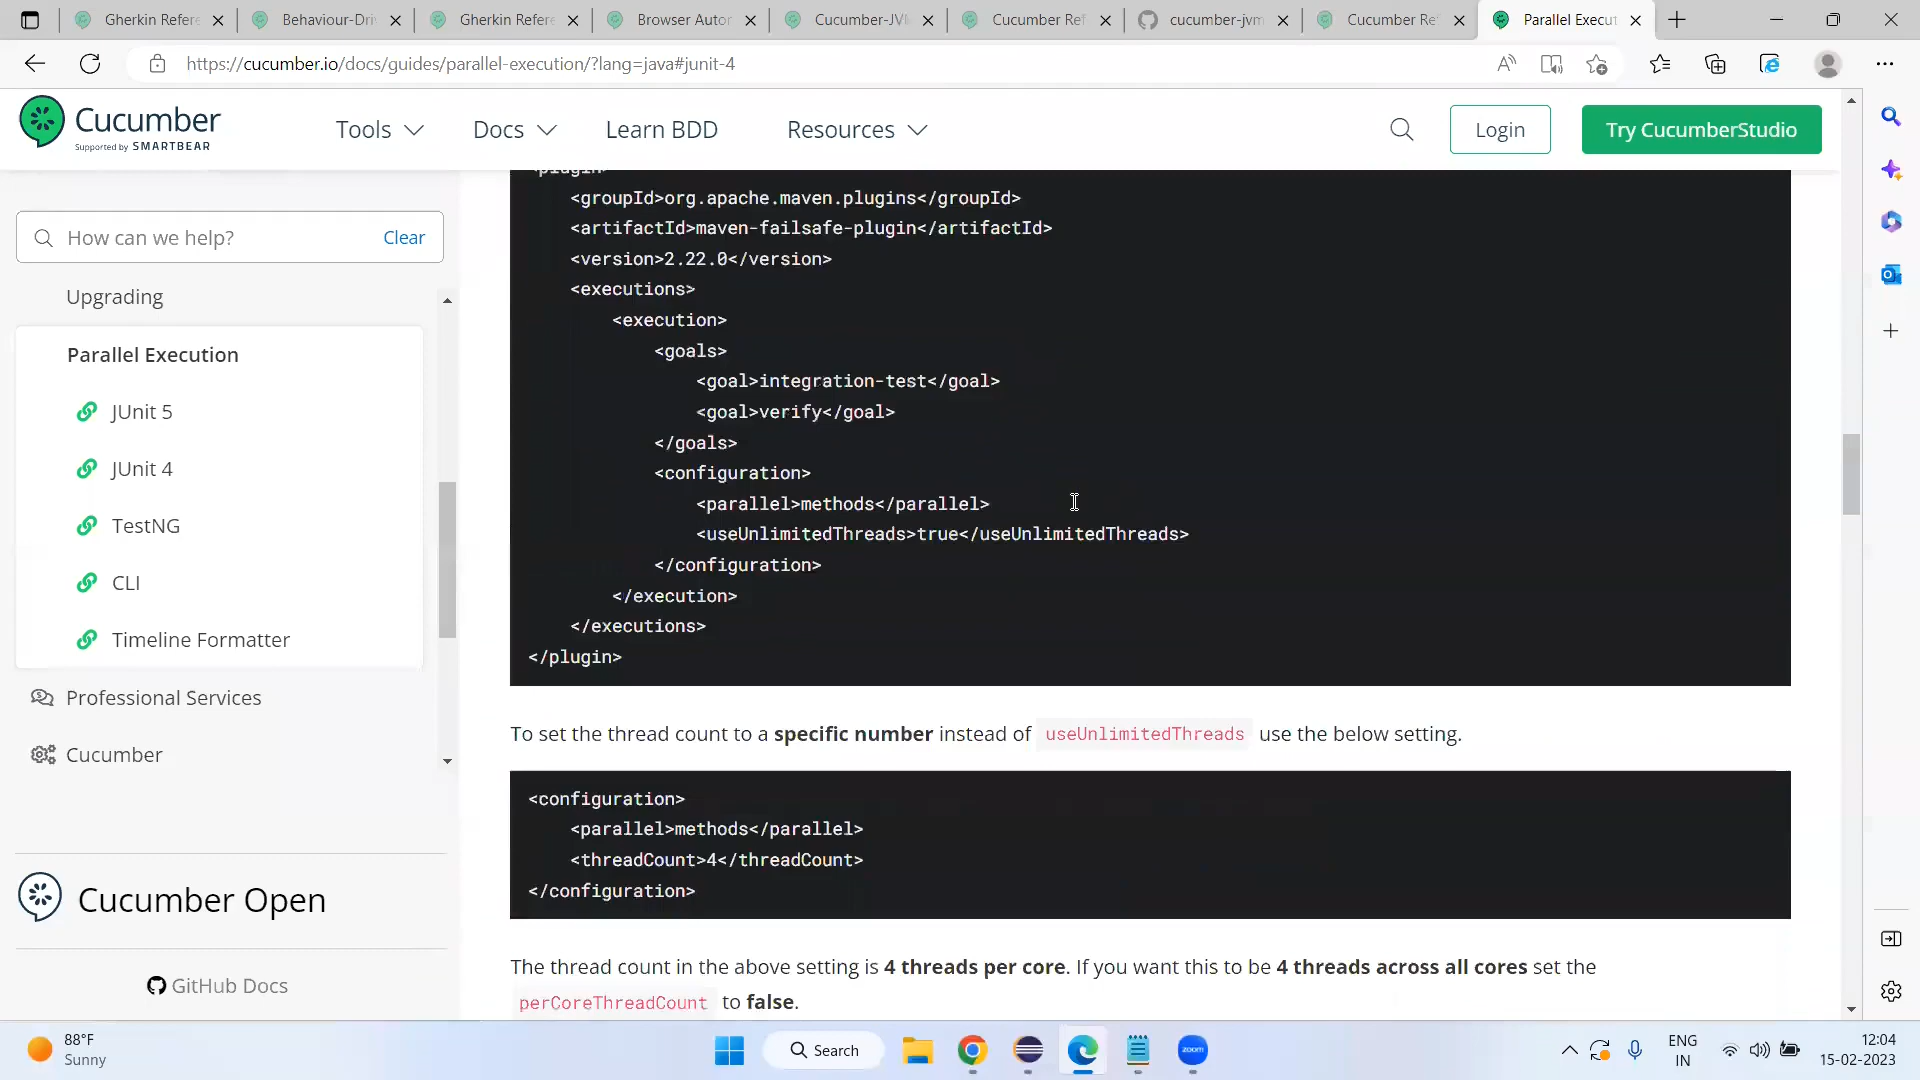 Gherkin Refere
Behaviour-Dri
Gherkin Refere
Browser Autor
Cucumber-JVM
Cucumber Ref
cucumber-jvm
Cucumber Re
Parallel Execut
https://cucumber.io/docs/guides/parallel-execution/?lang=java#junit-4
Cucumber
Supported by SMARTBEAR
Tools
Docs
Learn BDD
Resources
Login
Try CucumberStudio
How can we help?
Clear
Upgrading
Parallel Execution
JUnit 5
JUnit 4
TestNG
CLI
Timeline Formatter
Professional Services
Cucumber
Cucumber Open
GitHub Docs
<plugin>
<groupId>org.apache.maven.plugins</groupId>
<artifactId>maven-failsafe-plugin</artifactId>
<version>2.22.0</version>
<executions>
<execution>
<goals>
<goal>integration-test</goal>
<goal>verify</goal>
</goals>
<configuration>
<parallel>methods</parallel>
<useUnlimitedThreads>true</useUnlimitedThreads>
</configuration>
</execution>
</executions>
</plugin>
To set the thread count to a specific number instead of useUnlimitedThreads use the below setting.
<configuration>
<parallel>methods</parallel>
<threadCount>4</threadCount>
</configuration>
The thread count in the above setting is 4 threads per core. If you want this to be 4 threads across all cores set the
perCoreThreadCount to false.
88°F
Sunny
Search
zoom
ENG
IN
12:04
15-02-2023